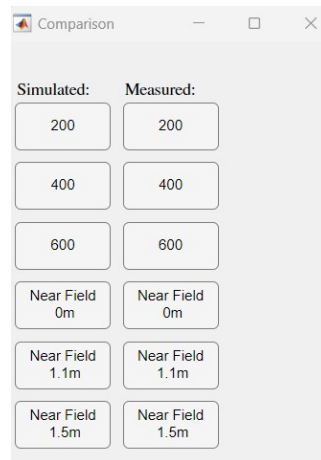 Comparison
Simulated: Measured:
200 200
400 400
600 600
Near Field Near Field
0m 0m
Near Field Near Field
1.1m 1.1m
Near Field Near Field
1.5m 1.5m